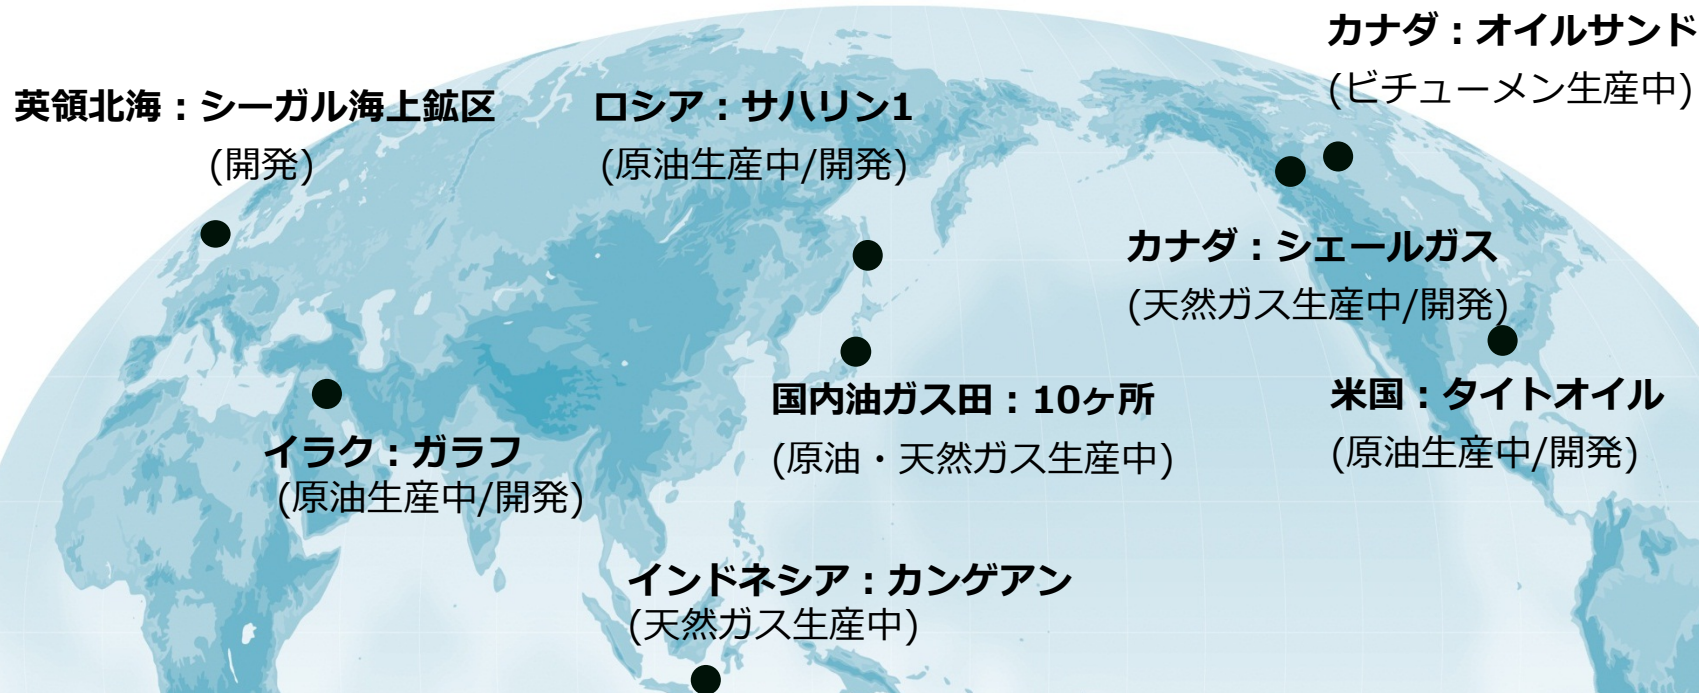 カナダ：オイルサンド
(ビチューメン生産中)
英領北海：シーガル海上鉱区
(開発)
ロシア：サハリン1
(原油生産中/開発)
カナダ：シェールガス
(天然ガス生産中/開発)
国内油ガス田：10ヶ所
(原油・天然ガス生産中)
米国：タイトオイル
(原油生産中/開発)
イラク：ガラフ
(原油生産中/開発)
インドネシア：カンゲアン
(天然ガス生産中)